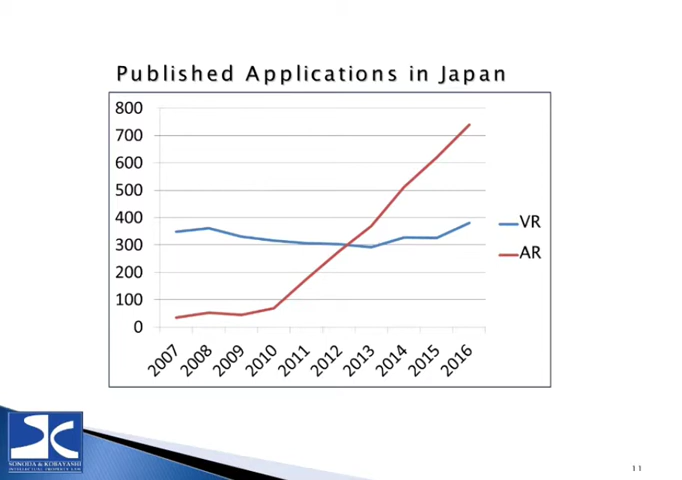 Published Applications in Japan
800
700
600
500
400
300
200
100
0
2007 2008 2009 2010 2011 2012 2013 2014 2015 2016
VR
AR
SONODA & KOBAYASHI
INTELLECTUAL PROPERTY LAW
11